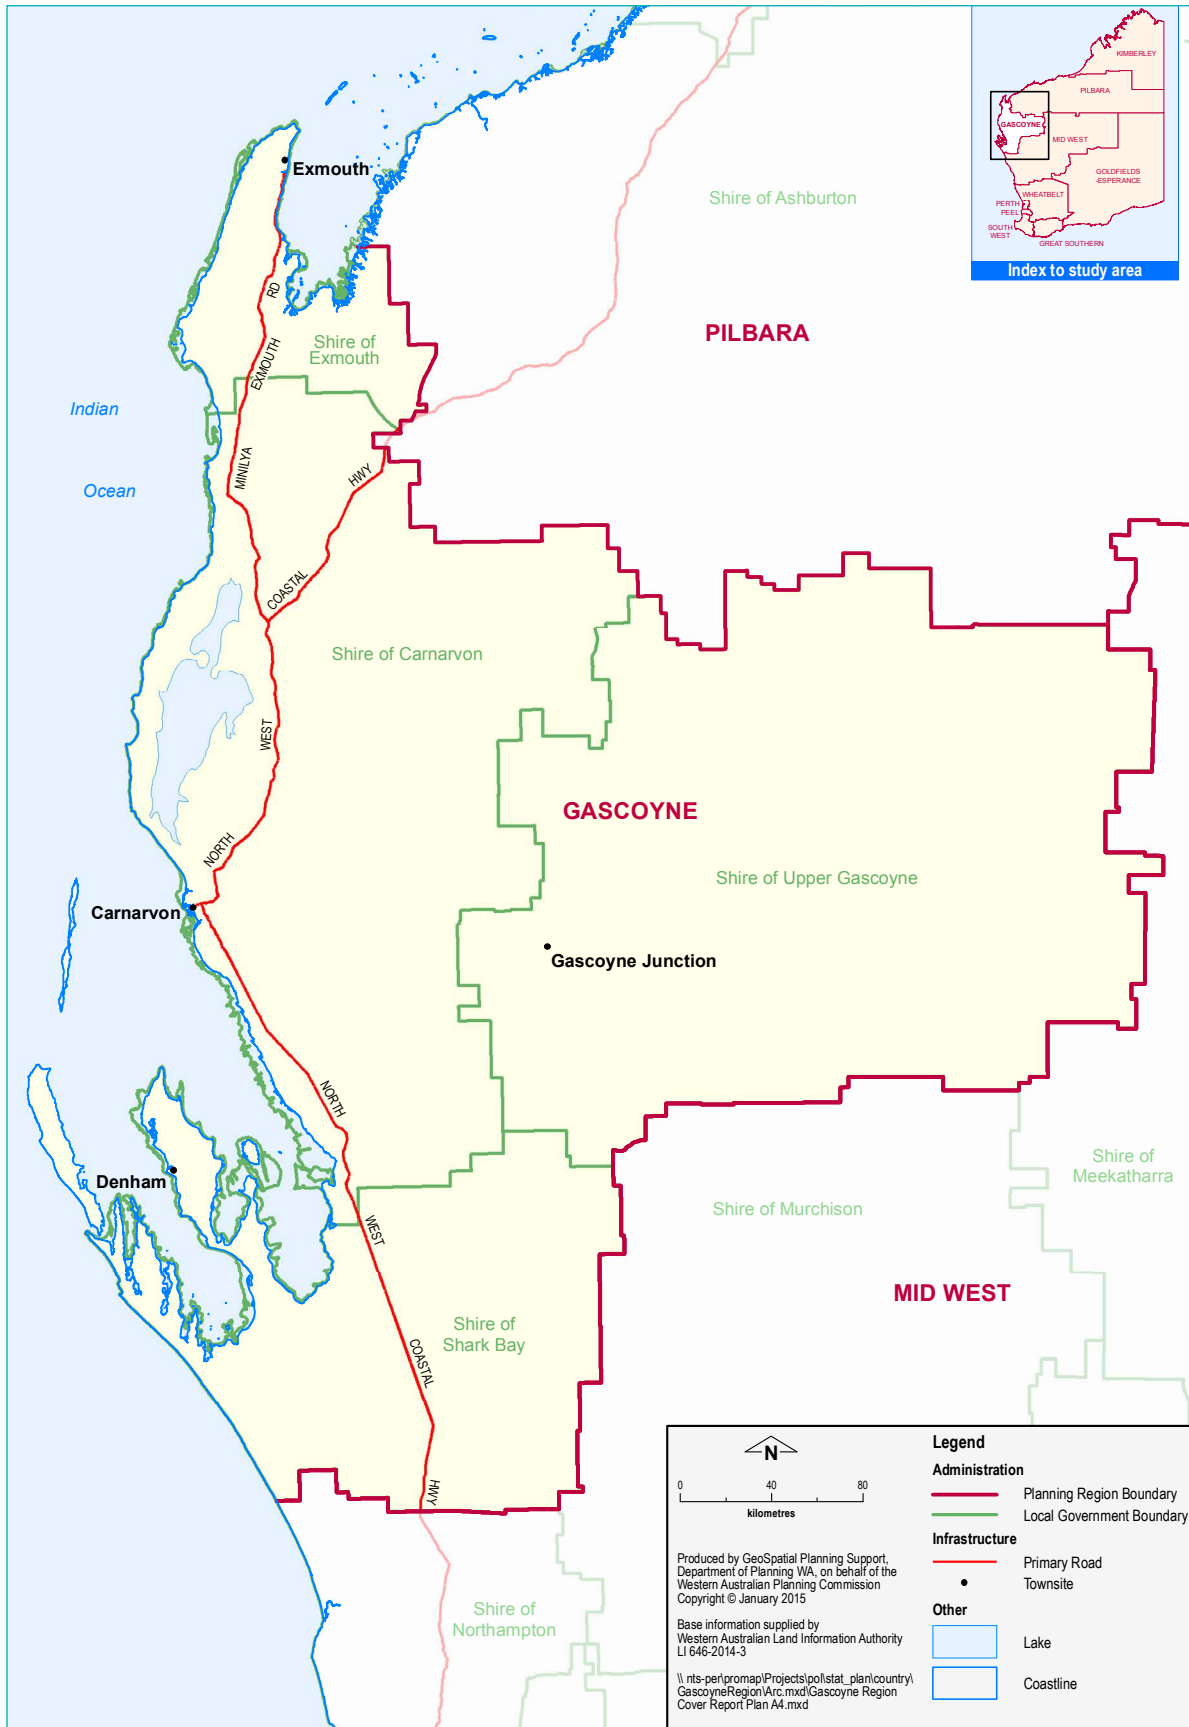 Exmouth
Shire of Ashburton
KIMBERLEY
PILBARA
GASCOYNE
MID WEST
GOLDFIELDS
-ESPERANCE
WHEATBELT
PERTH
PEEL
SOUTH
WEST
GREAT SOUTHERN
Index to study area
RD
EXMOUTH
MINILYA
Shire of
Exmouth
PILBARA
Indian
Ocean
HWY
COASTAL
Shire of Carnarvon
WEST
NORTH
GASCOYNE
Shire of Upper Gascoyne
Carnarvon
Gascoyne Junction
NORTH
Denham
WEST
Shire of
Meekatharra
Shire of Murchison
MID WEST
Shire of
Shark Bay
COASTAL
HWY
Shire of
Northampton
N
0 40 80
kilometres
Produced by GeoSpatial Planning Support,
Department of Planning WA, on behalf of the
Western Australian Planning Commission
Copyright © January 2015
Base information supplied by
Western Australian Land Information Authority
LI 646-2014-3
\\ nts-per\promap\Projects\pol\stat_plan\country\
GascoyneRegion\Arc.mxd\Gascoyne Region
Cover Report Plan A4.mxd
Legend
Administration
Planning Region Boundary
Local Government Boundary
Infrastructure
Primary Road
Townsite
Other
Lake
Coastline